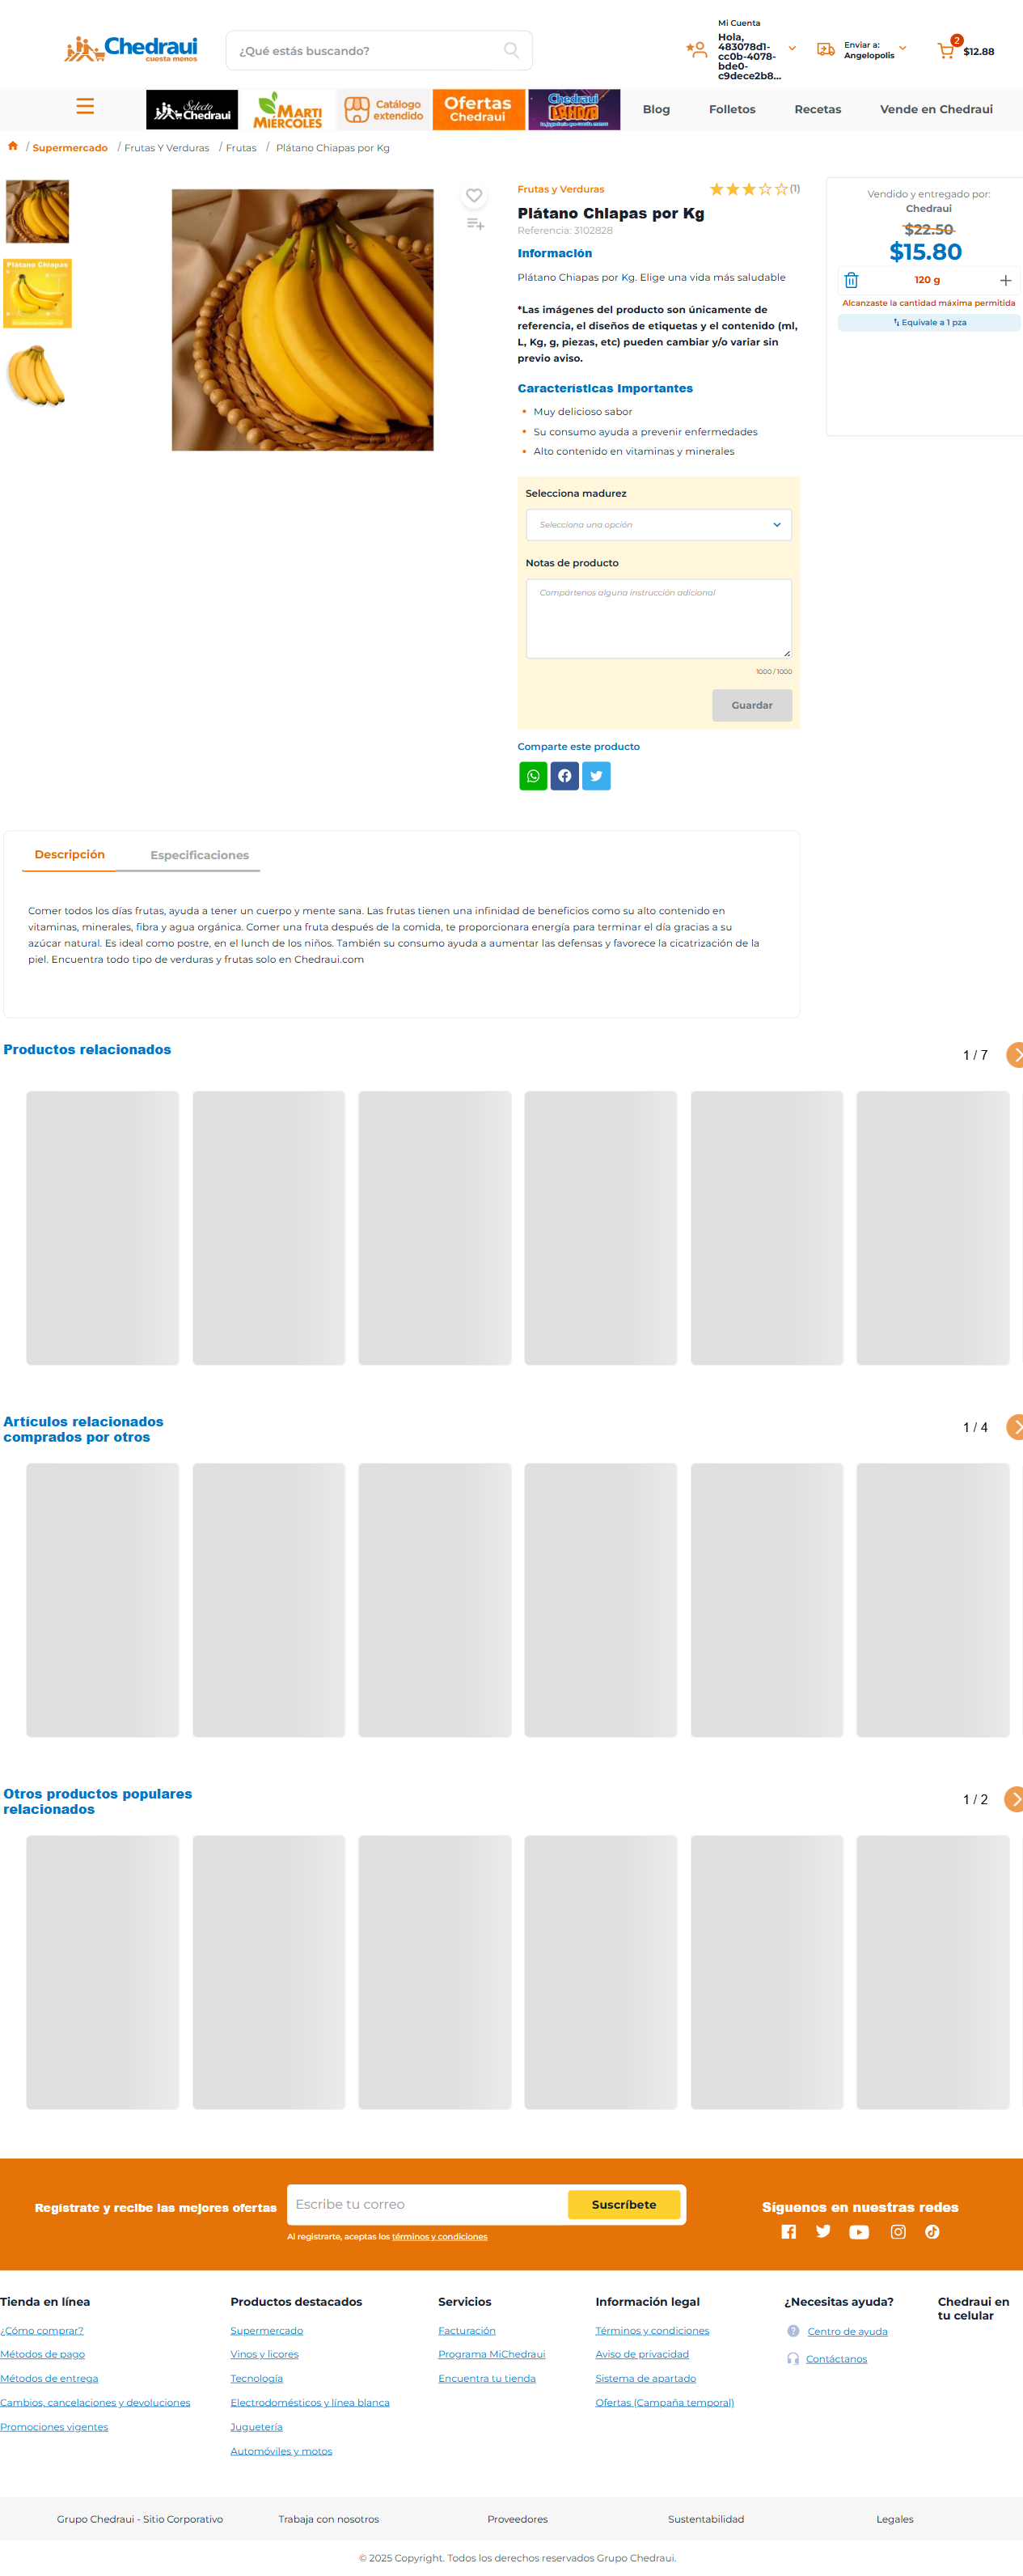 Chedraui
cuesta menos
¿Qué estás buscando?
Mi Cuenta
Hola,
483078d1-
cc0b-4078-
bde0-
c9dece2b8...
Enviar a:
Angelopolis
2
$12.88
Selecto
Chedraui
MARTI
MIÉRCOLES
Catálogo
extendido
Ofertas
Chedraui
Chedraui
Blog
Folletos
Recetas
Vende en Chedraui
/ Supermercado / Frutas Y Verduras / Frutas / Plátano Chiapas por Kg
Plátano Chiapas
Frutas y Verduras
(1)
Plátano Chiapas por Kg
Referencia: 3102828
Información
Plátano Chiapas por Kg. Elige una vida más saludable
*Las imágenes del producto son únicamente de
referencia, el diseños de etiquetas y el contenido (ml,
L, Kg, g, piezas, etc) pueden cambiar y/o variar sin
previo aviso.
Características Importantes
Muy delicioso sabor
Su consumo ayuda a prevenir enfermedades
Alto contenido en vitaminas y minerales
Selecciona madurez
Selecciona una opción
Notas de producto
Compártenos alguna instrucción adicional
1000 / 1000
Guardar
Comparte este producto
Vendido y entregado por:
Chedraui
$22.50
$15.80
120 g
Alcanzaste la cantidad máxima permitida
Equivale a 1 pza
Descripción
Especificaciones
Comer todos los días frutas, ayuda a tener un cuerpo y mente sana. Las frutas tienen una infinidad de beneficios como su alto contenido en
vitaminas, minerales, fibra y agua orgánica. Comer una fruta después de la comida, te proporcionara energía para terminar el día gracias a su
azúcar natural. Es ideal como postre, en el lunch de los niños. También su consumo ayuda a aumentar las defensas y favorece la cicatrización de la
piel. Encuentra todo tipo de verduras y frutas solo en Chedraui.com
Productos relacionados
1 / 7
Artículos relacionados
comprados por otros
1 / 4
Otros productos populares
relacionados
1 / 2
Regístrate y recibe las mejores ofertas
Escribe tu correo
Suscríbete
Al registrarte, aceptas los términos y condiciones
Síguenos en nuestras redes
Tienda en línea
¿Cómo comprar?
Métodos de pago
Métodos de entrega
Cambios, cancelaciones y devoluciones
Promociones vigentes
Productos destacados
Supermercado
Vinos y licores
Tecnología
Electrodomésticos y línea blanca
Juguetería
Automóviles y motos
Servicios
Facturación
Programa MiChedraui
Encuentra tu tienda
Información legal
Términos y condiciones
Aviso de privacidad
Sistema de apartado
Ofertas (Campaña temporal)
¿Necesitas ayuda?
Centro de ayuda
Contáctanos
Chedraui en
tu celular
Grupo Chedraui - Sitio Corporativo
Trabaja con nosotros
Proveedores
Sustentabilidad
Legales
© 2025 Copyright. Todos los derechos reservados Grupo Chedraui.